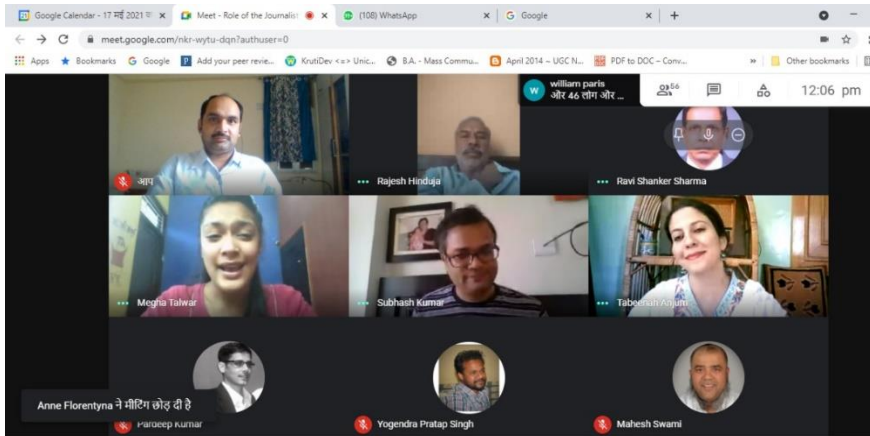 Google Calendar - 17 मई 2021 क
Meet - Role of the Journalist
(108) WhatsApp
Google
meet.google.com/nkr-wytu-dqn?authuser=0
Apps Bookmarks Google Add your peer revie... KrutiDev <=> Unic... B.A. - Mass Commu... April 2014 – UGC N... PDF to DOC – Conv... » Other bookmarks
w william paris
और 46 लोग और ...
56
12:06 pm
आप
Rajesh Hinduja
Ravi Shanker Sharma
Megha Talwar
Subhash Kumar
Tabeenah Anjum
Anne Florentyna ने मीटिंग छोड़ दी है
Pardeep Kumar
Yogendra Pratap Singh
Mahesh Swami